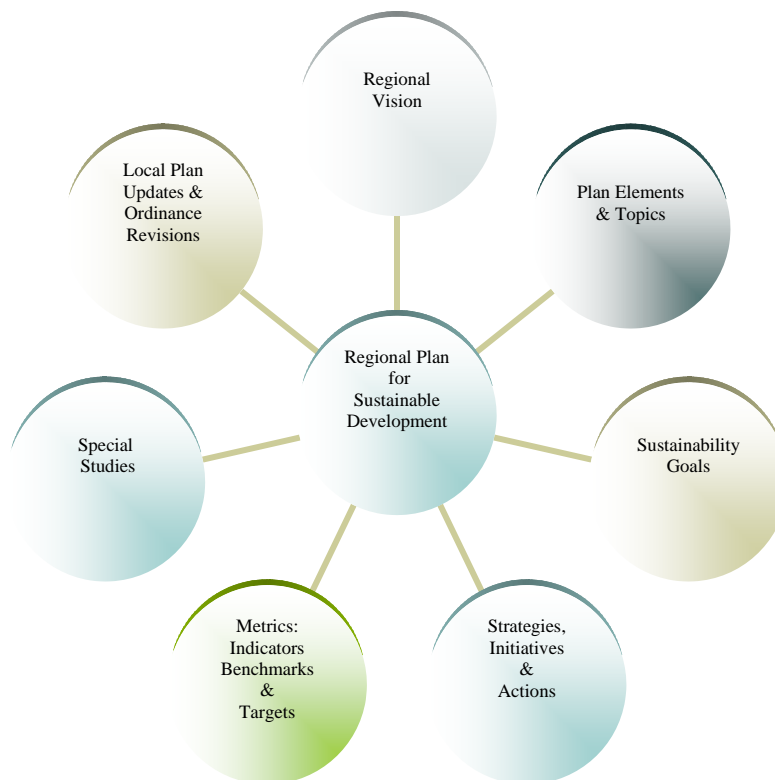 Regional
Vision
Plan Elements
& Topics
Sustainability
Goals
Strategies,
Initiatives
&
Actions
Metrics:
Indicators
Benchmarks
&
Targets
Special
Studies
Local Plan
Updates &
Ordinance
Revisions
Regional Plan
for
Sustainable
Development